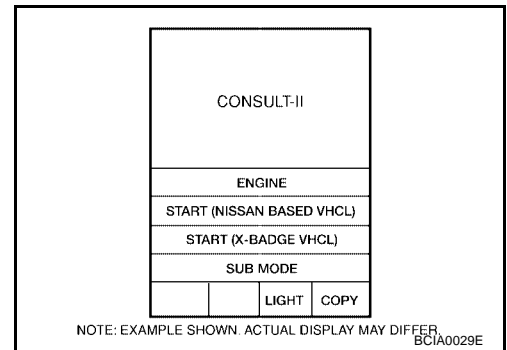 CONSULT-II
ENGINE
START (NISSAN BASED VHCL)
START (X-BADGE VHCL)
SUB MODE
LIGHT COPY
NOTE: EXAMPLE SHOWN. ACTUAL DISPLAY MAY DIFFER.
BCIA0029E